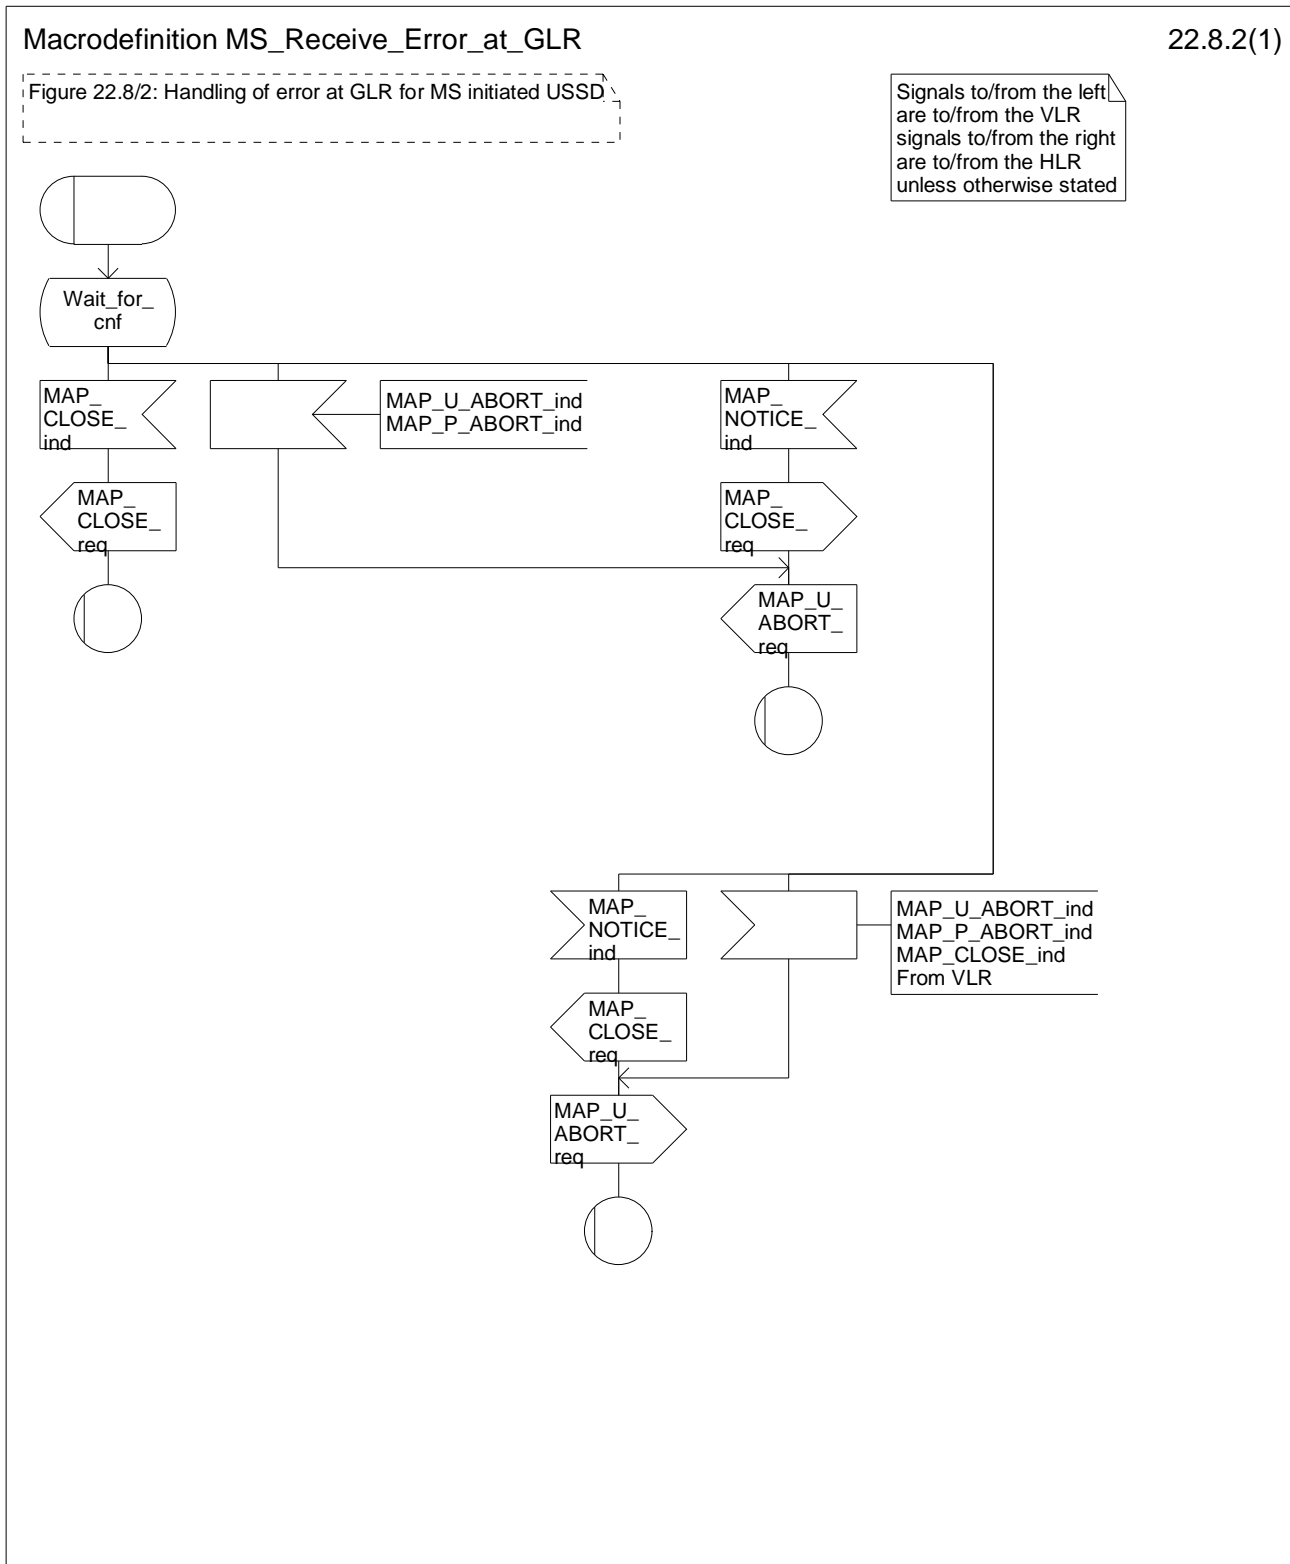 Macrodefinition MS_Receive_Error_at_GLR
22.8.2(1)
Figure 22.8/2: Handling of error at GLR for MS initiated USSD
Signals to/from the left
are to/from the VLR
signals to/from the right
are to/from the HLR
unless otherwise stated
Wait_for_
cnf
MAP_
CLOSE_
ind
MAP_U_ABORT_ind
MAP_P_ABORT_ind
MAP_
NOTICE_
ind
MAP_
CLOSE_
req
MAP_
CLOSE_
req
MAP_U_
ABORT_
req
MAP_
NOTICE_
ind
MAP_U_ABORT_ind
MAP_P_ABORT_ind
MAP_CLOSE_ind
From VLR
MAP_
CLOSE_
req
MAP_U_
ABORT_
req